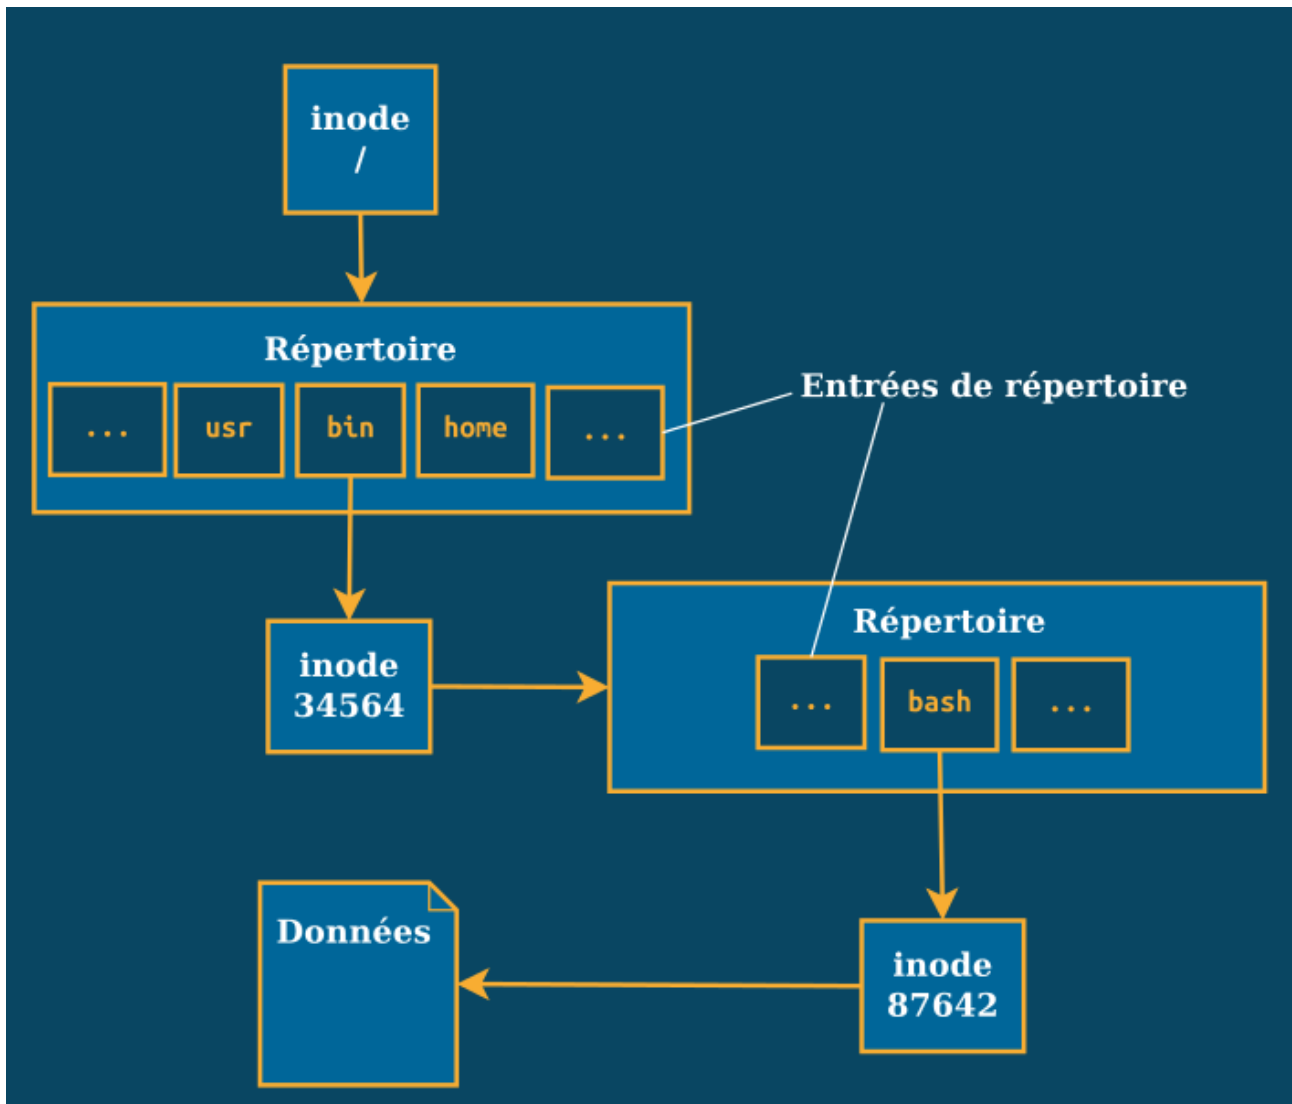 inode
/
Répertoire
... usr bin home ...
Entrées de répertoire
inode
34564
Répertoire
... bash ...
Données
inode
87642